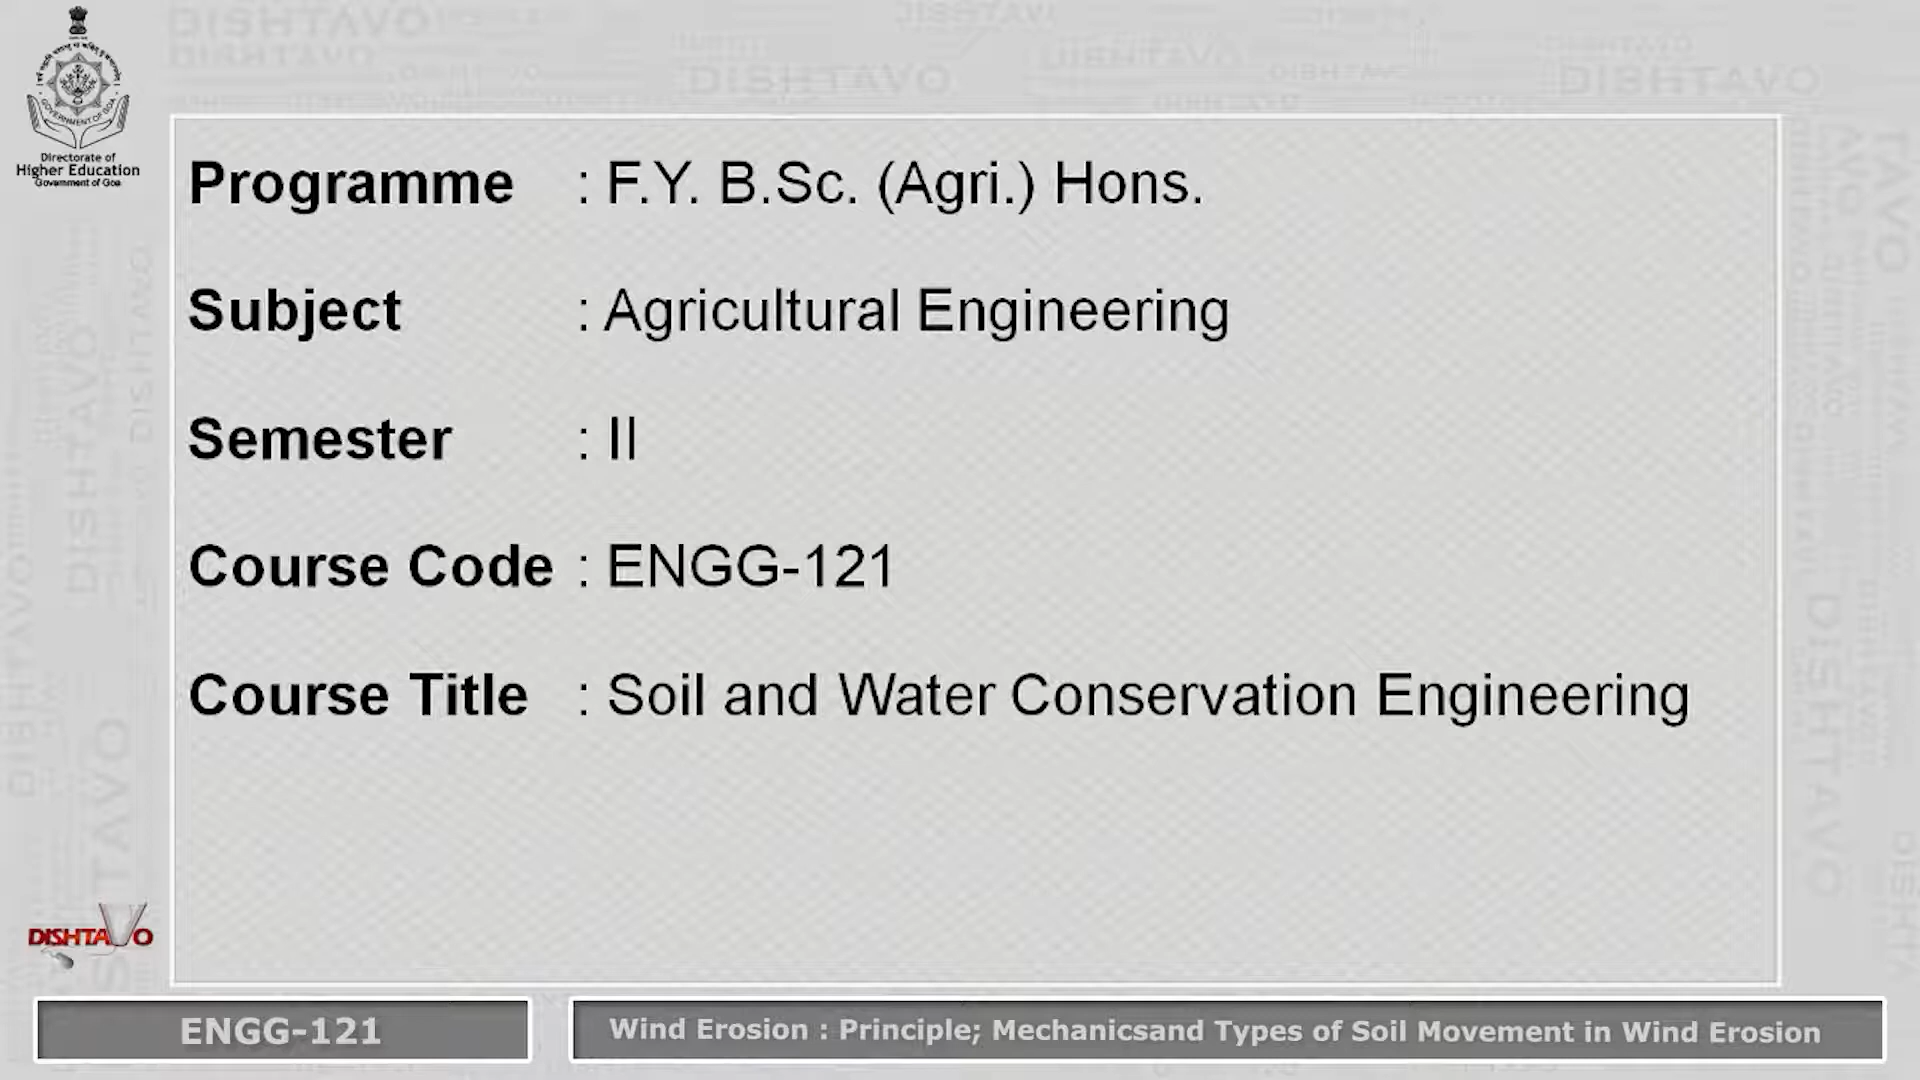 Directorate of
Higher Education
Government of Goa
Programme : F.Y. B.Sc. (Agri.) Hons.
Subject : Agricultural Engineering
Semester : II
Course Code : ENGG-121
Course Title : Soil and Water Conservation Engineering
DISHTAVO
ENGG-121
Wind Erosion : Principle; Mechanicsand Types of Soil Movement in Wind Erosion